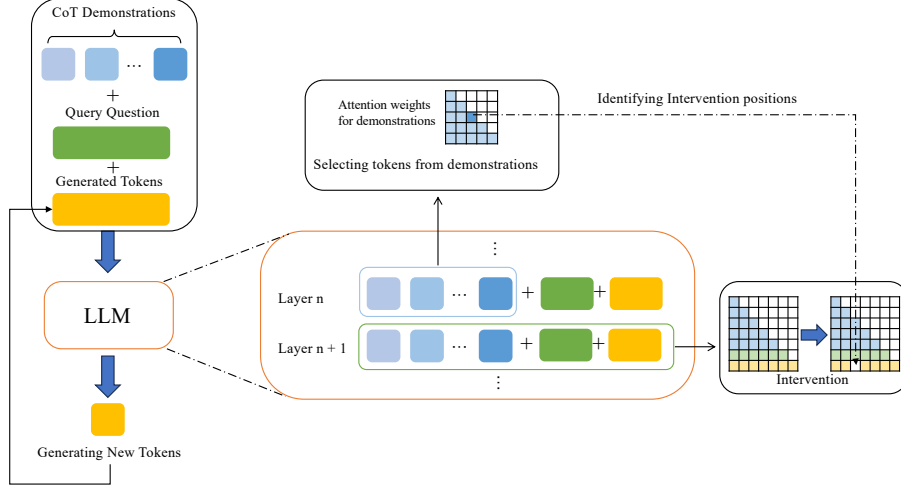 CoT Demonstrations
...
+
Query Question
+
Generated Tokens
LLM
Generating New Tokens
Attention weights
for demonstrations
Selecting tokens from demonstrations
Identifying Intervention positions
⋮
Layer n
... + +
Layer n + 1
... + +
⋮
Intervention